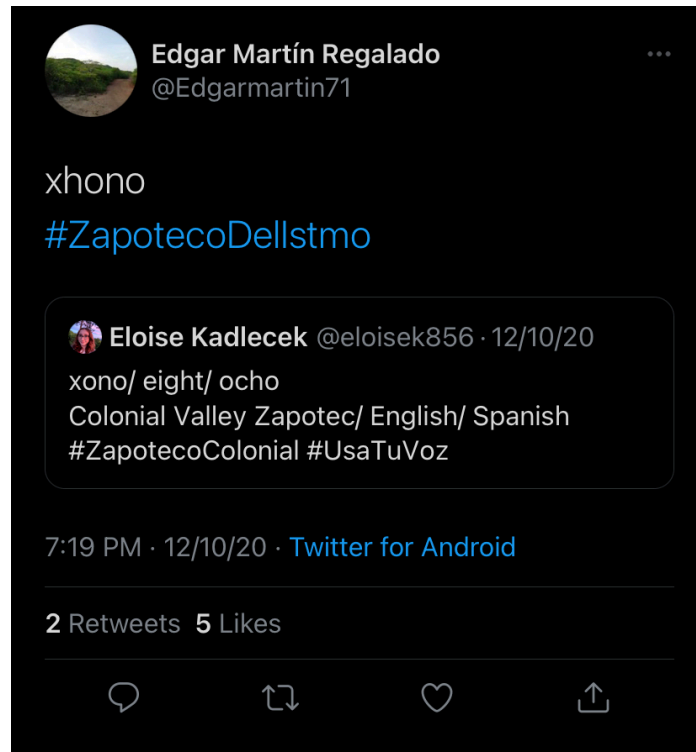 Edgar Martín Regalado
@Edgarmartin71
xhono
#ZapotecoDelIstmo
Eloise Kadlecek @eloisek856 · 12/10/20
xono/ eight/ ocho
Colonial Valley Zapotec/ English/ Spanish
#ZapotecoColonial #UsaTuVoz
7:19 PM · 12/10/20 · Twitter for Android
2 Retweets 5 Likes